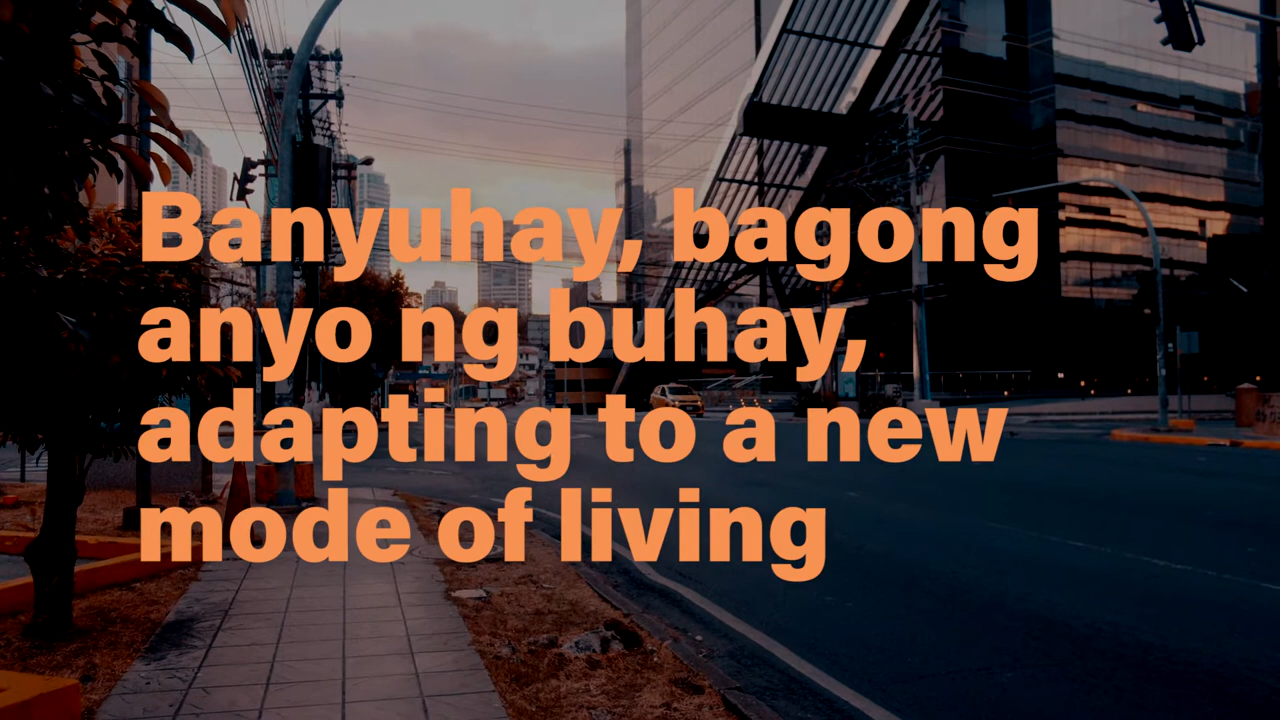 Banyuhay, bagong
anyo ng buhay,
adapting to a new
mode of living